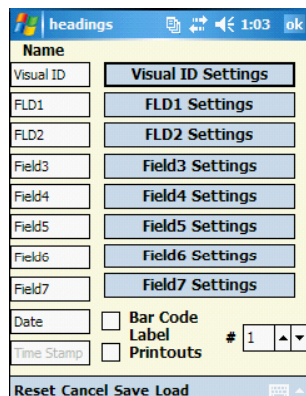 headings 1:03 ok
Name
Visual ID Visual ID Settings
FLD1 FLD1 Settings
FLD2 FLD2 Settings
Field3 Field3 Settings
Field4 Field4 Settings
Field5 Field5 Settings
Field6 Field6 Settings
Field7 Field7 Settings
Date Bar Code
Label # 1
Time Stamp Printouts
Reset Cancel Save Load